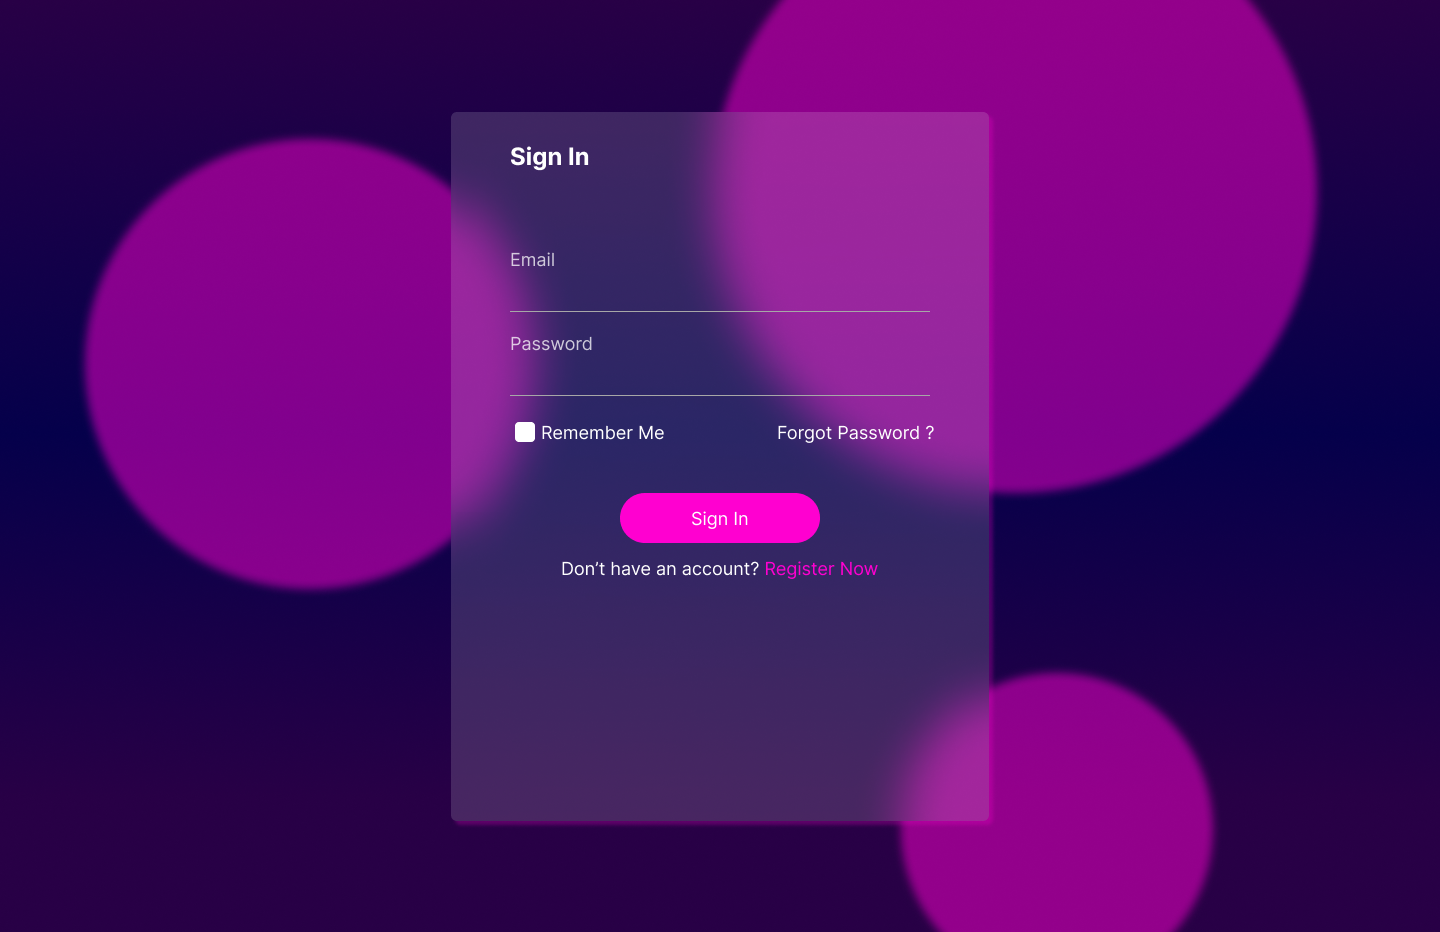 Sign In
Email
Password
Remember Me Forgot Password ?
Sign In
Don’t have an account? Register Now